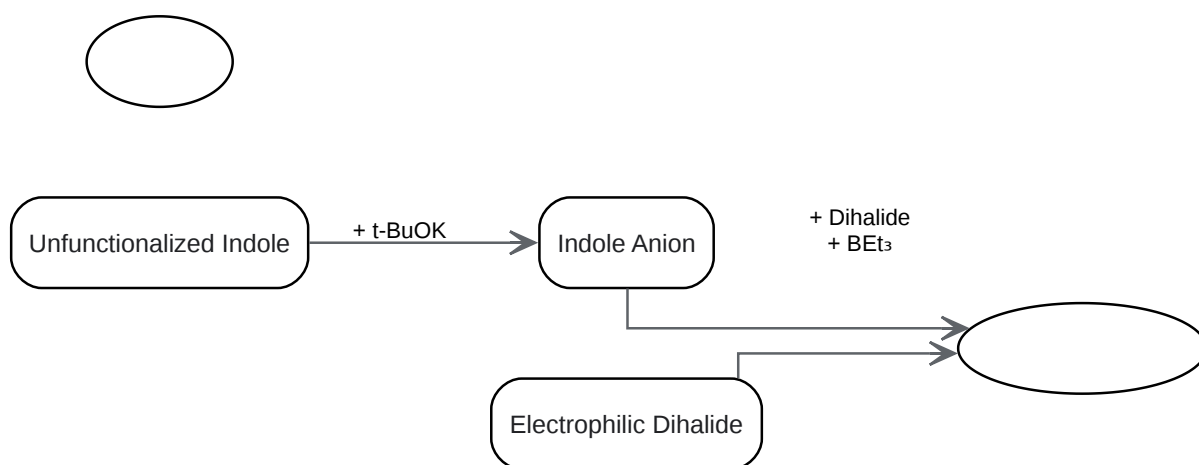 + Dihalide
+ BEt₃
Unfunctionalized Indole
+ t-BuOK
Indole Anion
Electrophilic Dihalide